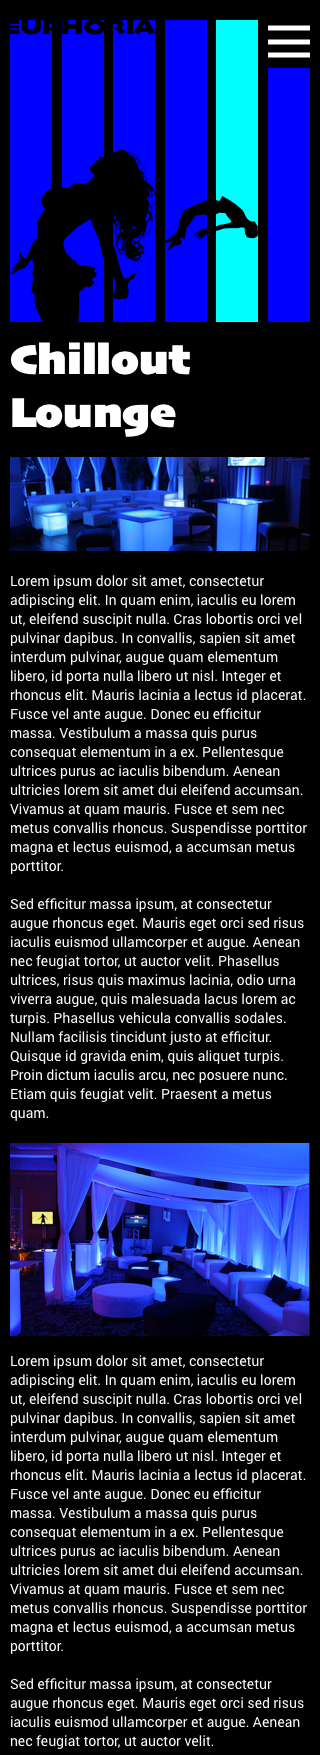 EUPHORIA
Chillout
Lounge
Lorem ipsum dolor sit amet, consectetur
adipiscing elit. In quam enim, iaculis eu lorem
ut, eleifend suscipit nulla. Cras lobortis orci vel
pulvinar dapibus. In convallis, sapien sit amet
interdum pulvinar, augue quam elementum
libero, id porta nulla libero ut nisl. Integer et
rhoncus elit. Mauris lacinia a lectus id placerat.
Fusce vel ante augue. Donec eu efficitur
massa. Vestibulum a massa quis purus
consequat elementum in a ex. Pellentesque
ultrices purus ac iaculis bibendum. Aenean
ultricies lorem sit amet dui eleifend accumsan.
Vivamus at quam mauris. Fusce et sem nec
metus convallis rhoncus. Suspendisse porttitor
magna et lectus euismod, a accumsan metus
porttitor.
Sed efficitur massa ipsum, at consectetur
augue rhoncus eget. Mauris eget orci sed risus
iaculis euismod ullamcorper et augue. Aenean
nec feugiat tortor, ut auctor velit. Phasellus
ultrices, risus quis maximus lacinia, odio urna
viverra augue, quis malesuada lacus lorem ac
turpis. Phasellus vehicula convallis sodales.
Nullam facilisis tincidunt justo at efficitur.
Quisque id gravida enim, quis aliquet turpis.
Proin dictum iaculis arcu, nec posuere nunc.
Etiam quis feugiat velit. Praesent a metus
quam.
Lorem ipsum dolor sit amet, consectetur
adipiscing elit. In quam enim, iaculis eu lorem
ut, eleifend suscipit nulla. Cras lobortis orci vel
pulvinar dapibus. In convallis, sapien sit amet
interdum pulvinar, augue quam elementum
libero, id porta nulla libero ut nisl. Integer et
rhoncus elit. Mauris lacinia a lectus id placerat.
Fusce vel ante augue. Donec eu efficitur
massa. Vestibulum a massa quis purus
consequat elementum in a ex. Pellentesque
ultrices purus ac iaculis bibendum. Aenean
ultricies lorem sit amet dui eleifend accumsan.
Vivamus at quam mauris. Fusce et sem nec
metus convallis rhoncus. Suspendisse porttitor
magna et lectus euismod, a accumsan metus
porttitor.
Sed efficitur massa ipsum, at consectetur
augue rhoncus eget. Mauris eget orci sed risus
iaculis euismod ullamcorper et augue. Aenean
nec feugiat tortor, ut auctor velit.